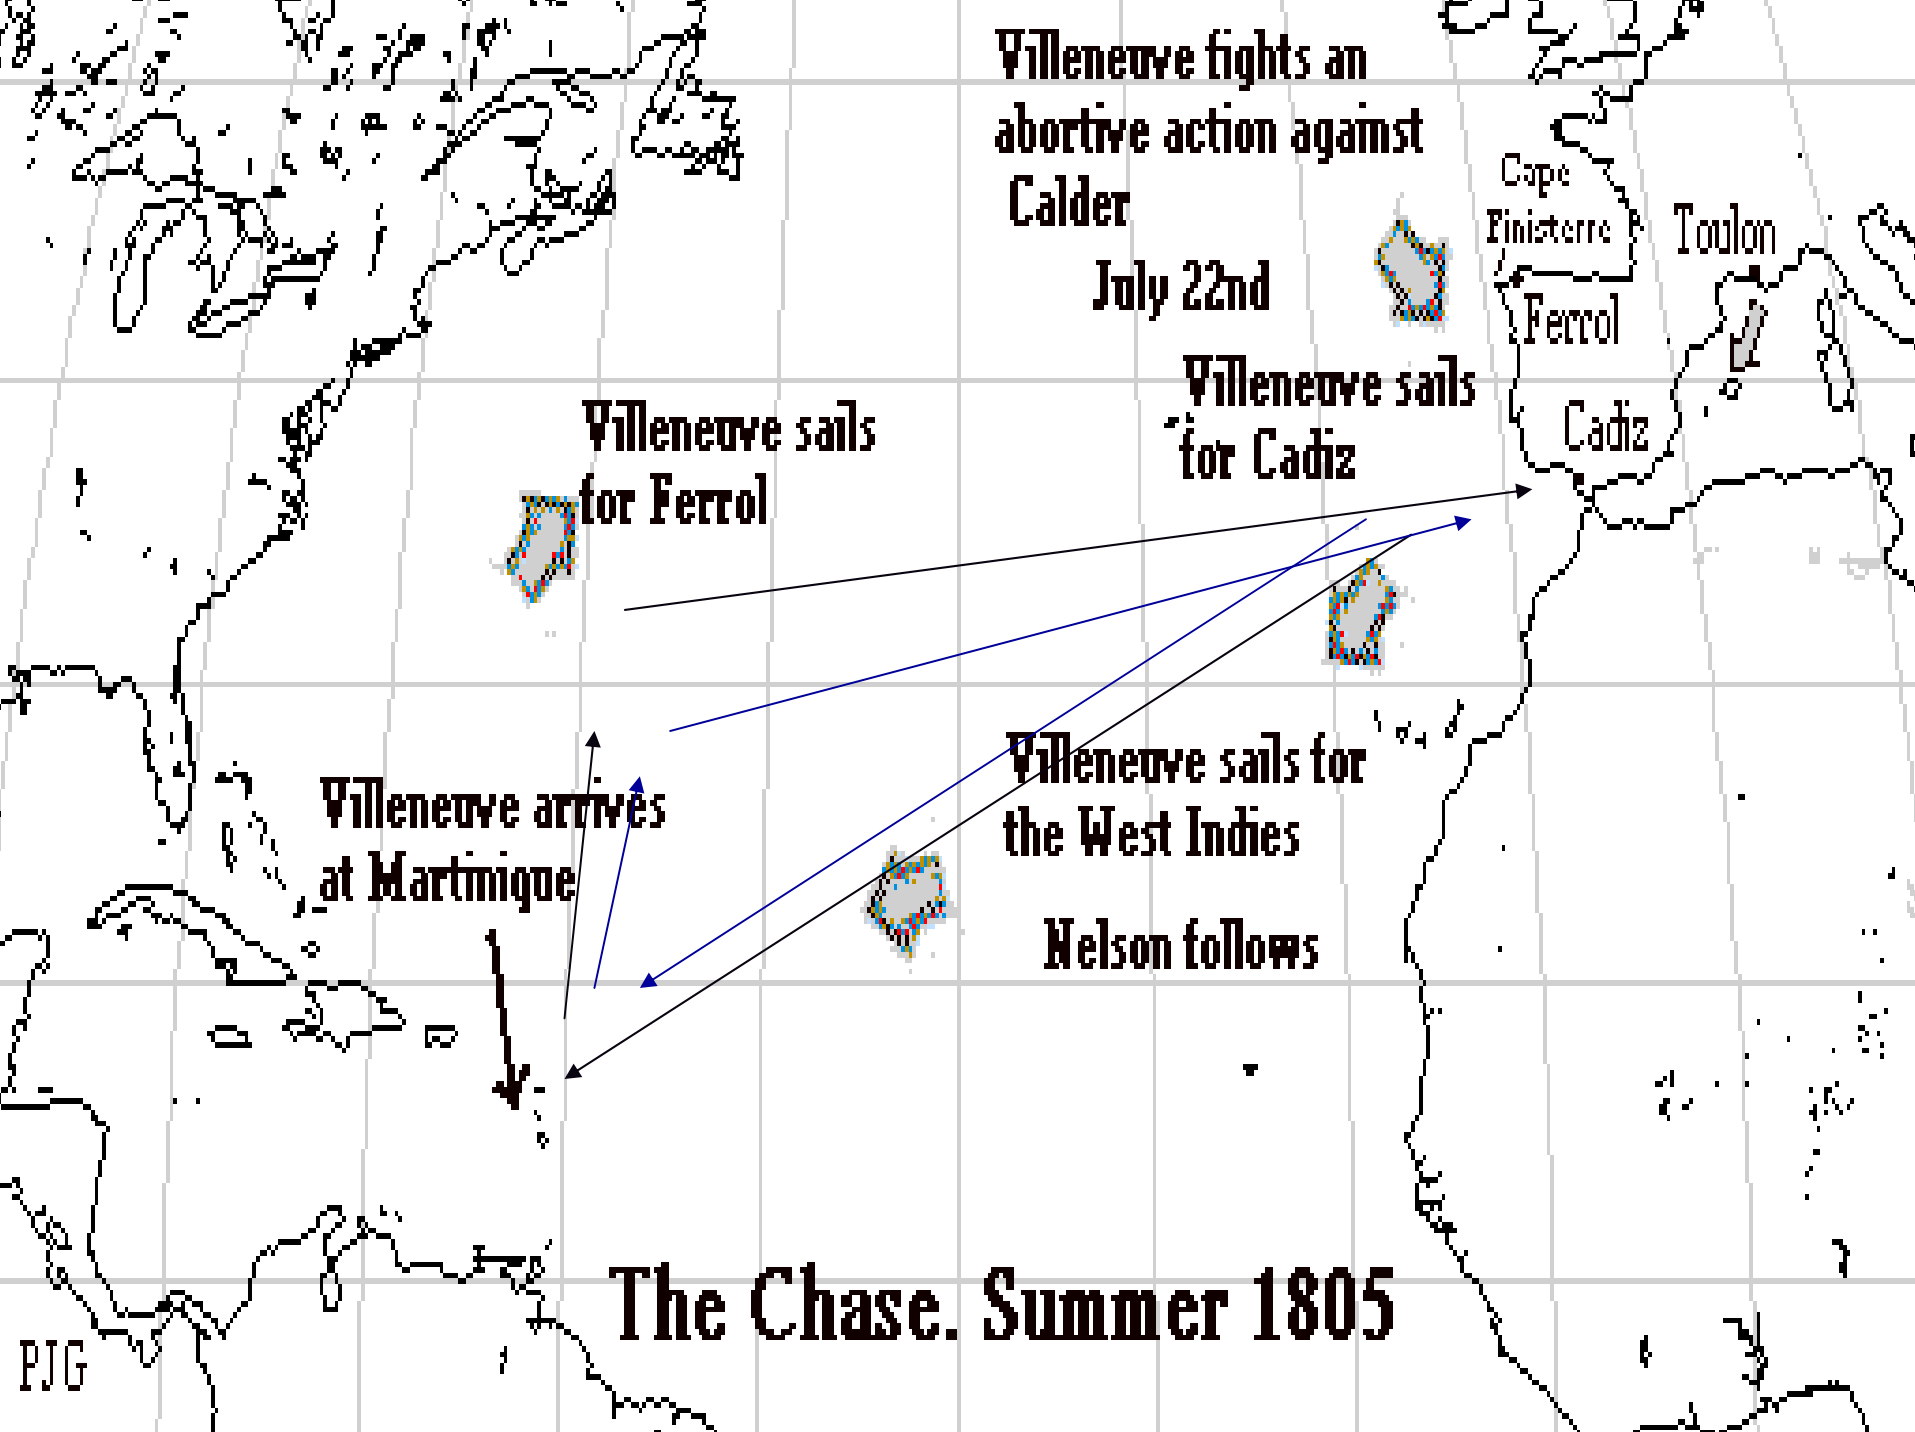 Villeneuve fights an
abortive action against
Calder
July 22nd
Cape
Finisterre
Toulon
Ferrol
Villeneuve sails
for Cadiz
Cadiz
Villeneuve sails
for Ferrol
Villeneuve arrives
at Martinique
Villeneuve sails for
the West Indies
Nelson follows
The Chase. Summer 1805
PJG